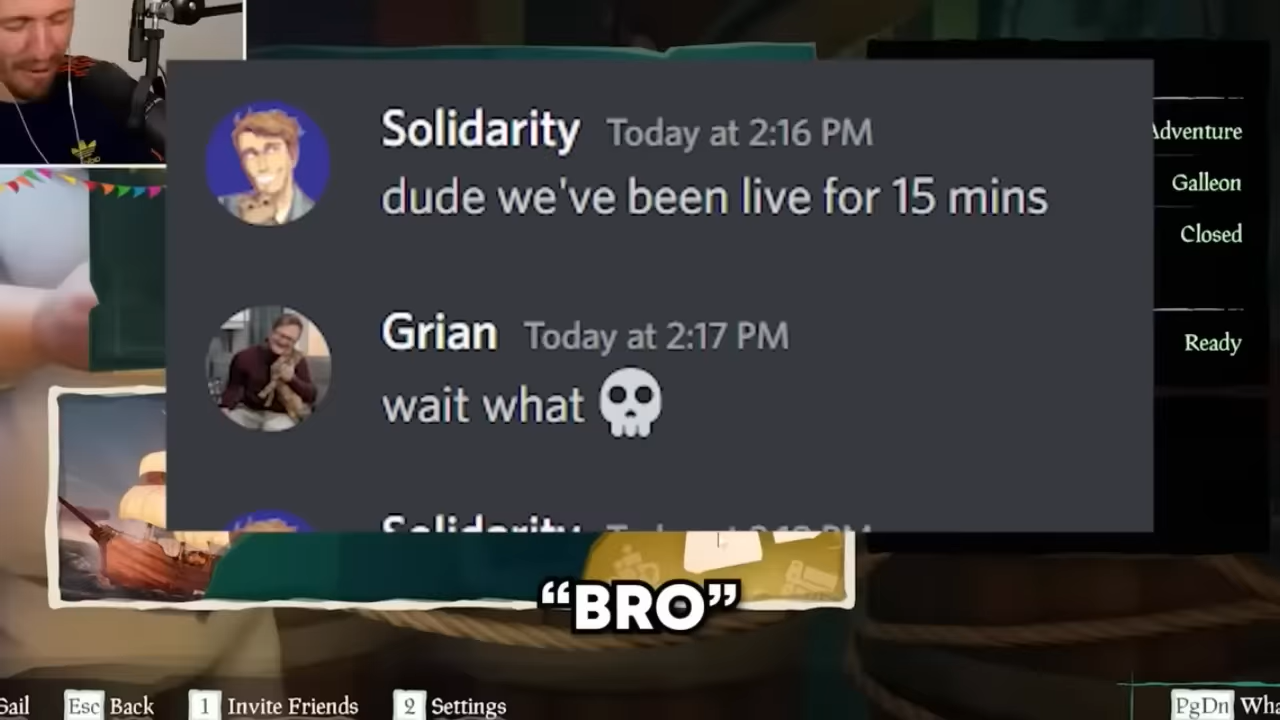 Solidarity Today at 2:16 PM
dude we've been live for 15 mins
Grian Today at 2:17 PM
wait what
Solidarity
"BRO"
Adventure
Galleon
Closed
Ready
Sail
Esc Back
1 Invite Friends
2 Settings
PgDn